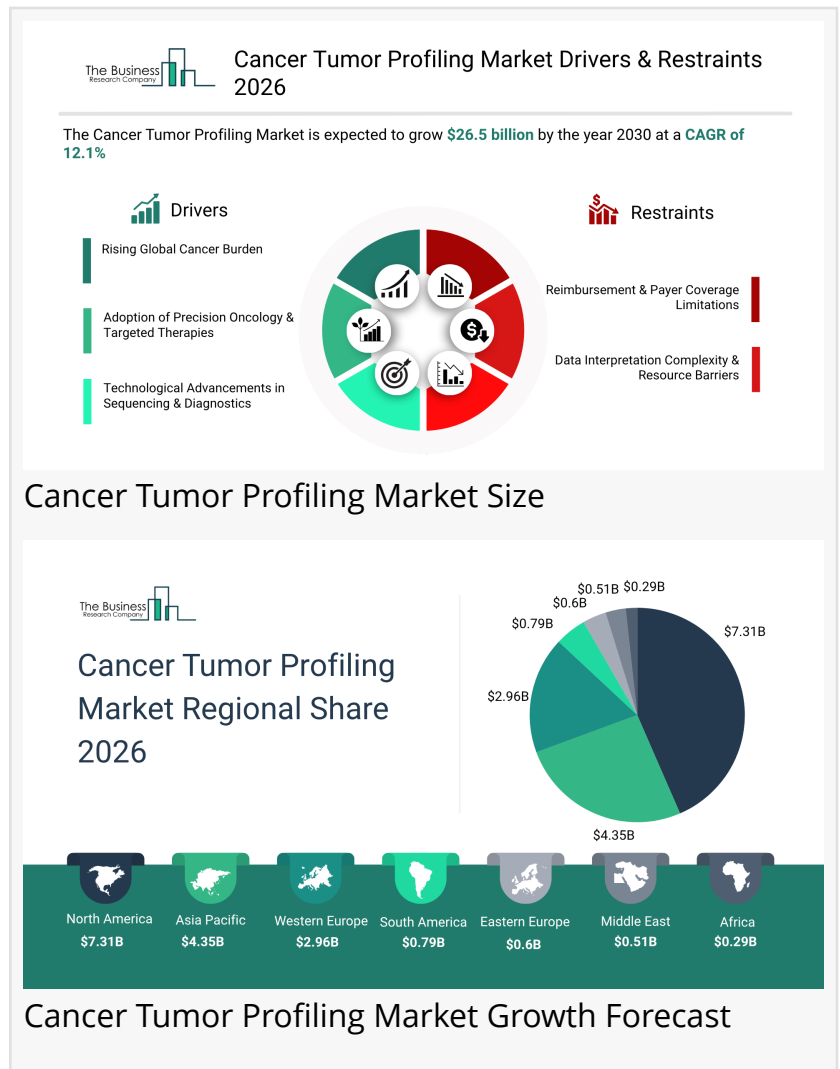 The Business
Research Company
Cancer Tumor Profiling Market Drivers & Restraints
2026
The Cancer Tumor Profiling Market is expected to grow $26.5 billion by the year 2030 at a CAGR of
12.1%
Drivers
Rising Global Cancer Burden
Adoption of Precision Oncology &
Targeted Therapies
Technological Advancements in
Sequencing & Diagnostics
Restraints
Reimbursement & Payer Coverage
Limitations
Data Interpretation Complexity &
Resource Barriers
Cancer Tumor Profiling Market Size
The Business
Research Company
Cancer Tumor Profiling
Market Regional Share
2026
$0.51B
$0.29B
$0.6B
$0.79B
$7.31B
$2.96B
$4.35B
North America
$7.31B
Asia Pacific
$4.35B
Western Europe
$2.96B
South America
$0.79B
Eastern Europe
$0.6B
Middle East
$0.51B
Africa
$0.29B
Cancer Tumor Profiling Market Growth Forecast